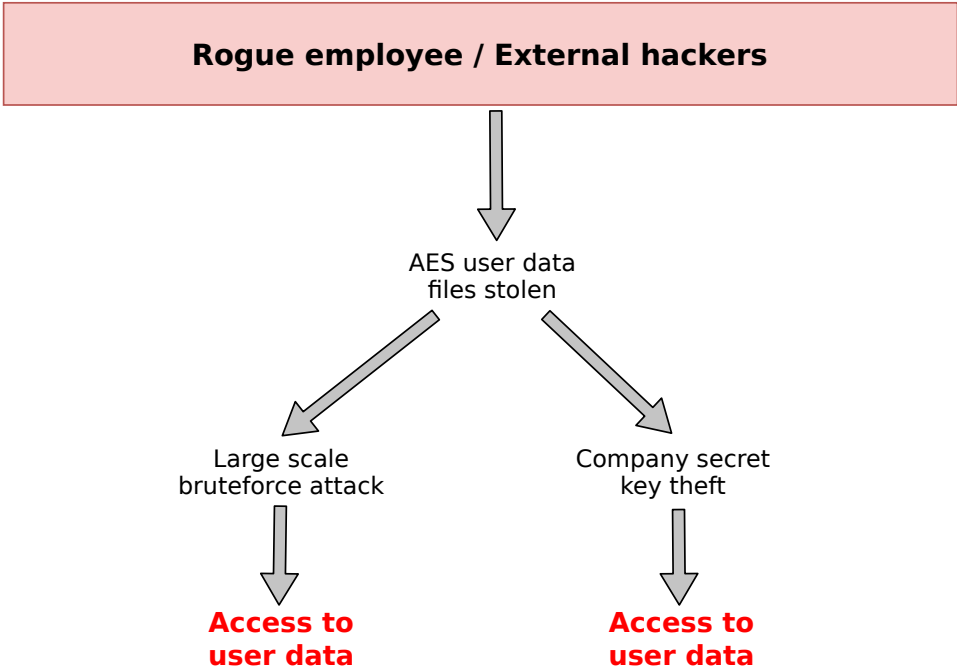 Rogue employee / External hackers
AES user data
files stolen
Large scale
bruteforce attack
Company secret
key theft
Access to
user data
Access to
user data